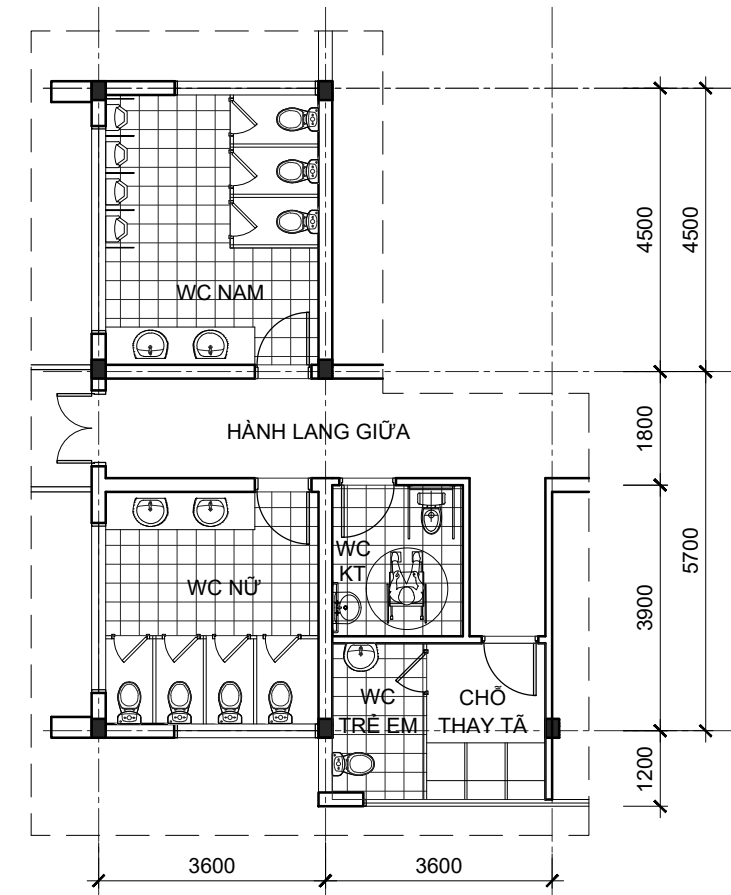 4500
4500
WC NAM
HÀNH LANG GIỮA
1800
5700
WC
KT
WC NỮ
3900
WC
TRẺ EM
CHỖ
THAY TÃ
1200
3600
3600